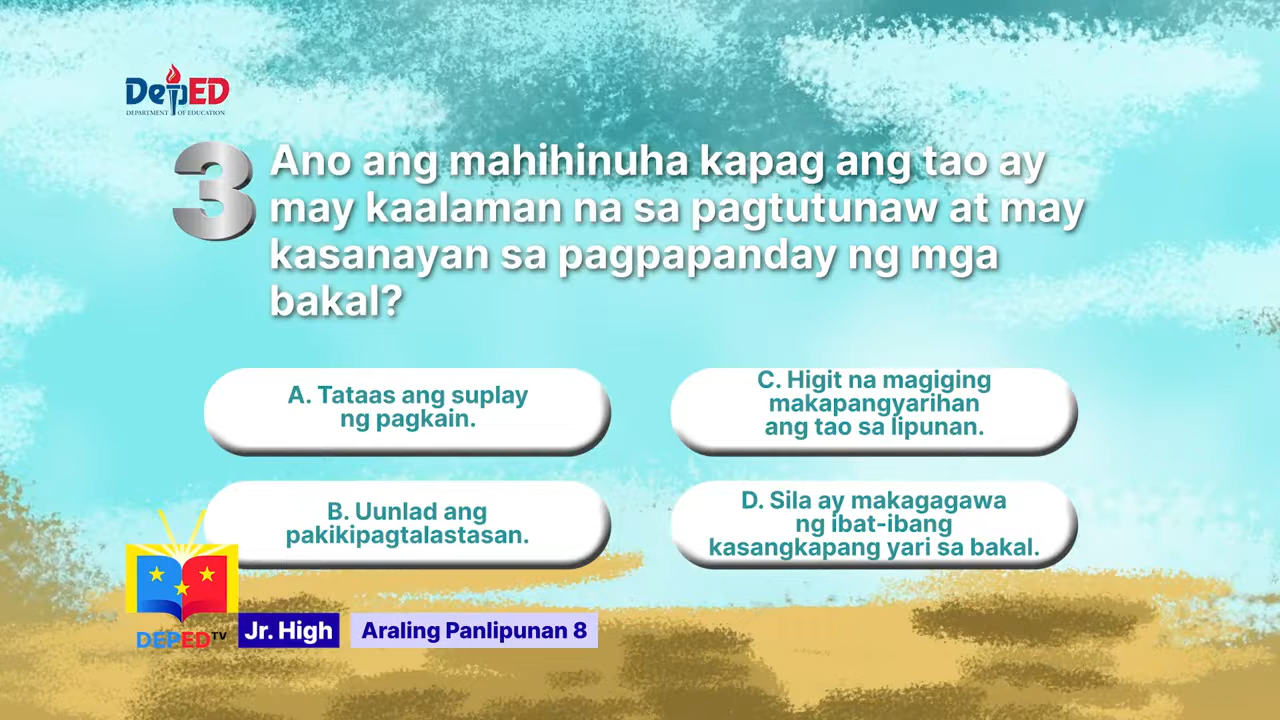 DepED
DEPARTMENT OF EDUCATION
3
Ano ang mahihinuha kapag ang tao ay
may kaalaman na sa pagtutunaw at may
kasanayan sa pagpapanday ng mga
bakal?
A. Tataas ang suplay
ng pagkain.
B. Uunlad ang
pakikipagtalastasan.
C. Higit na magiging
makapangyarihan
ang tao sa lipunan.
D. Sila ay makagagawa
ng ibat-ibang
kasangkapang yari sa bakal.
DEPED TV
Jr. High
Araling Panlipunan 8